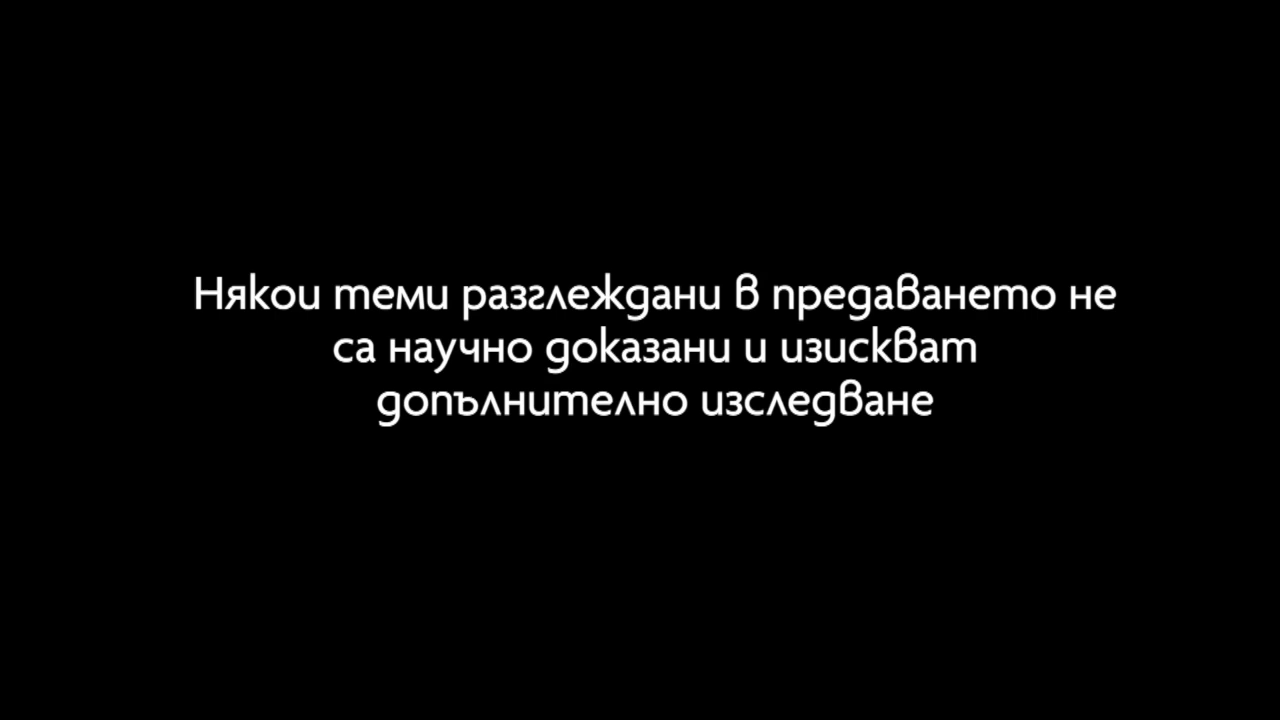 Някои теми разглеждани в предаването не
са научно доказани и изискват
допълнително изследване